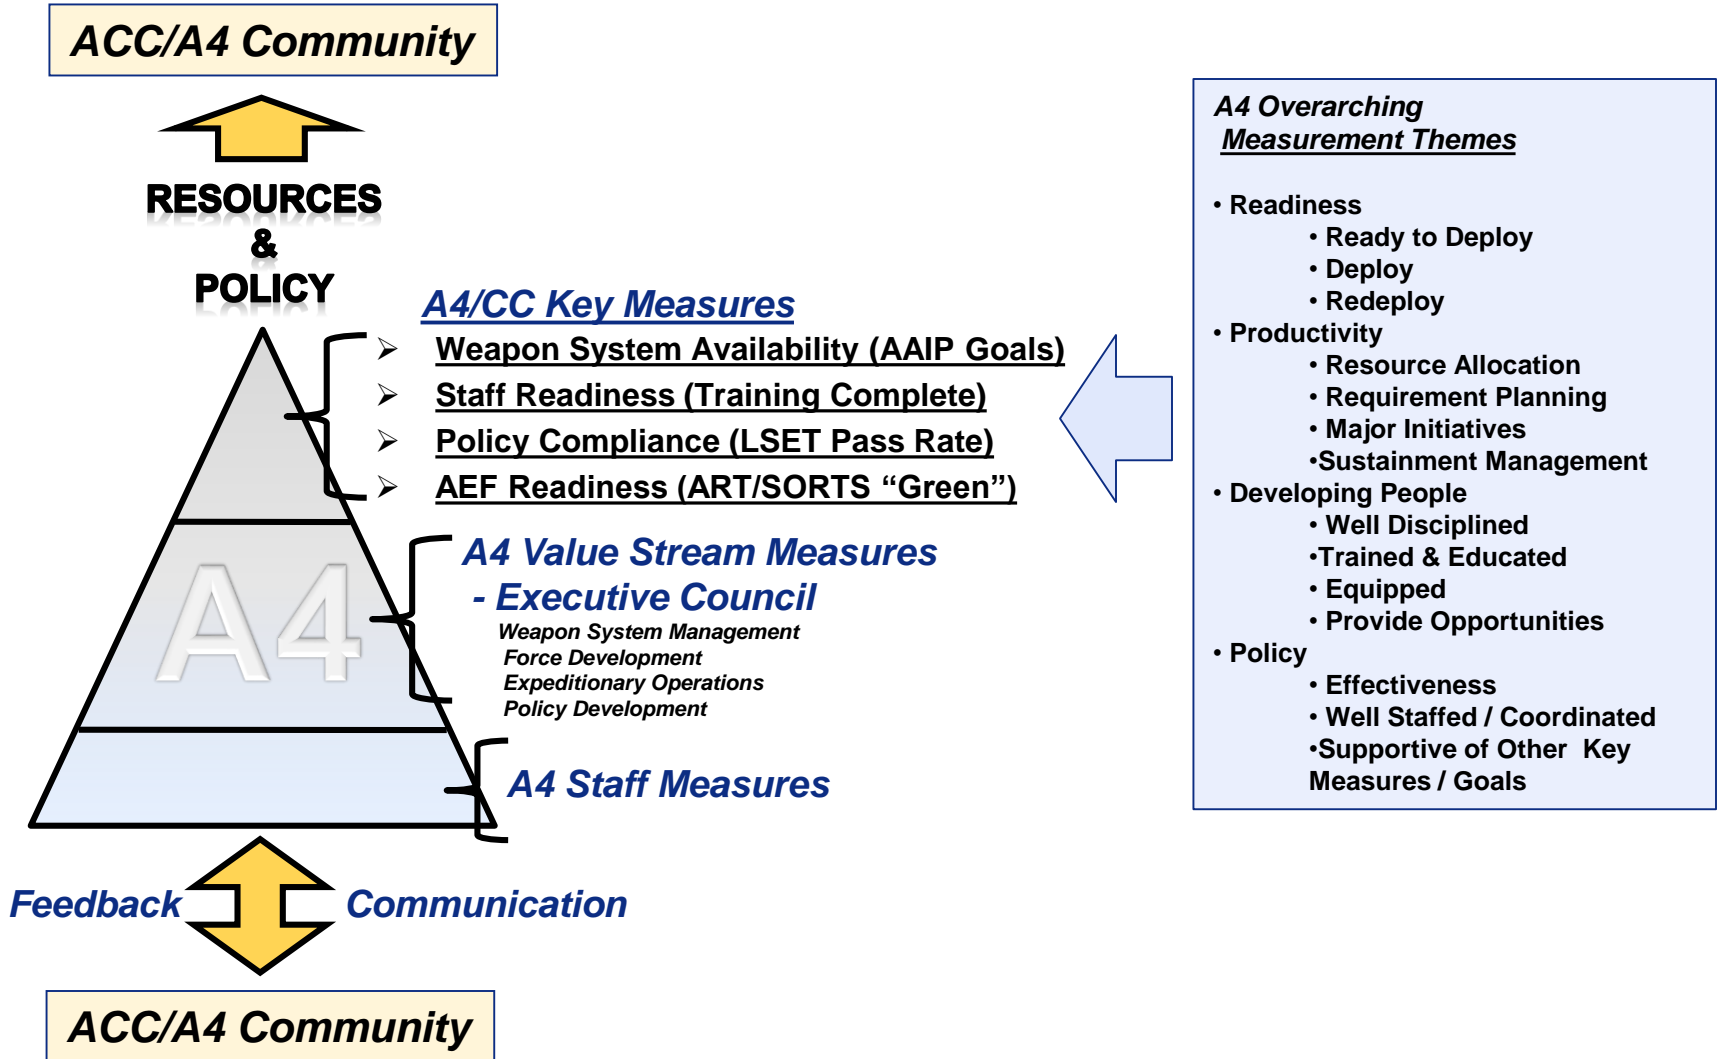 ACC/A4 Community
RESOURCES
&
POLICY
A4/CC Key Measures
➢ Weapon System Availability (AAIP Goals)
➢ Staff Readiness (Training Complete)
➢ Policy Compliance (LSET Pass Rate)
➢ AEF Readiness (ART/SORTS “Green”)
A4
A4 Value Stream Measures
- Executive Council
Weapon System Management
Force Development
Expeditionary Operations
Policy Development
A4 Staff Measures
Feedback
Communication
ACC/A4 Community
A4 Overarching
Measurement Themes
• Readiness
• Ready to Deploy
• Deploy
• Redeploy
• Productivity
• Resource Allocation
• Requirement Planning
• Major Initiatives
•Sustainment Management
• Developing People
• Well Disciplined
•Trained & Educated
• Equipped
• Provide Opportunities
• Policy
• Effectiveness
• Well Staffed / Coordinated
•Supportive of Other Key
Measures / Goals